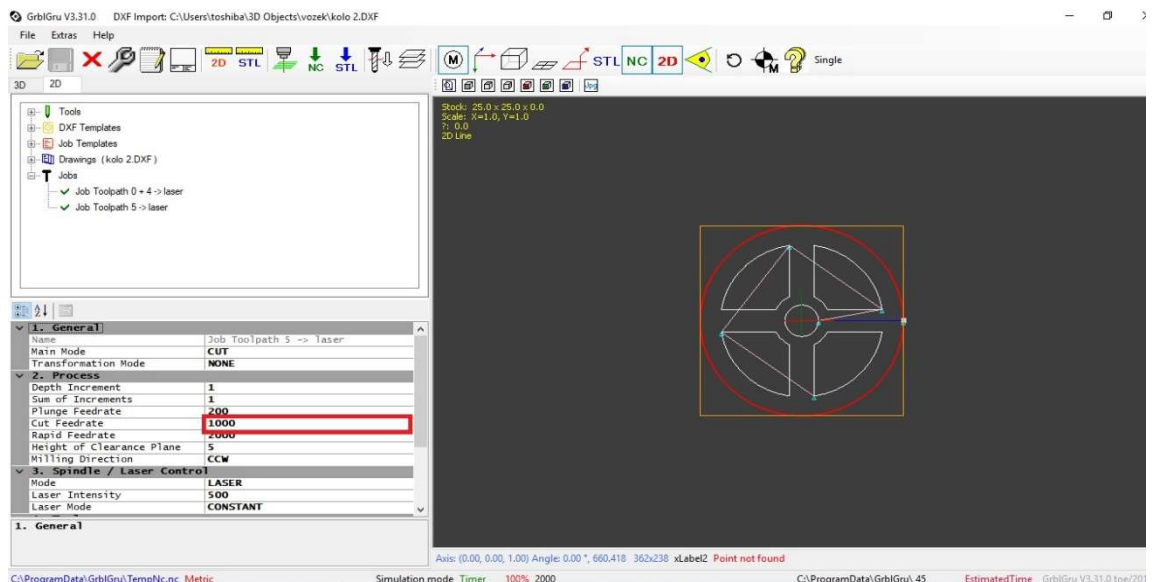 GrblGru V3.31.0 DXF Import: C:\Users\toshiba\3D Objects\vozek\kolo 2.DXF
File Extras Help
2D STL NC STL M STL NC 2D M Single
3D 2D
Tools
DXF Templates
Job Templates
Drawings ( kolo 2.DXF )
Jobs
Job Toolpath 0 + 4 -> laser
Job Toolpath 5 -> laser
1. General
Name Job Toolpath 5 -> laser
Main Mode CUT
Transformation Mode NONE
2. Process
Depth Increment 1
Sum of Increments 1
Plunge Feedrate 200
Cut Feedrate 1000
Rapid Feedrate 2000
Height of Clearance Plane 5
Milling Direction CCW
3. Spindle / Laser Control
Mode LASER
Laser Intensity 500
Laser Mode CONSTANT
1. General
Stock: 25.0 x 25.0 x 0.0
Scale: X=1.0, Y=1.0
?: 0.0
2D Line
Axis: (0.00, 0.00, 1.00) Angle: 0.00 °, 660.418 362x238 xLabel2 Point not found
C:\ProgramData\GrblGru\TempNc.nc Metric Simulation mode Timer 100% 2000 C:\ProgramData\GrblGru\ 45 EstimatedTime GrblGru V3.31.0 toe/201